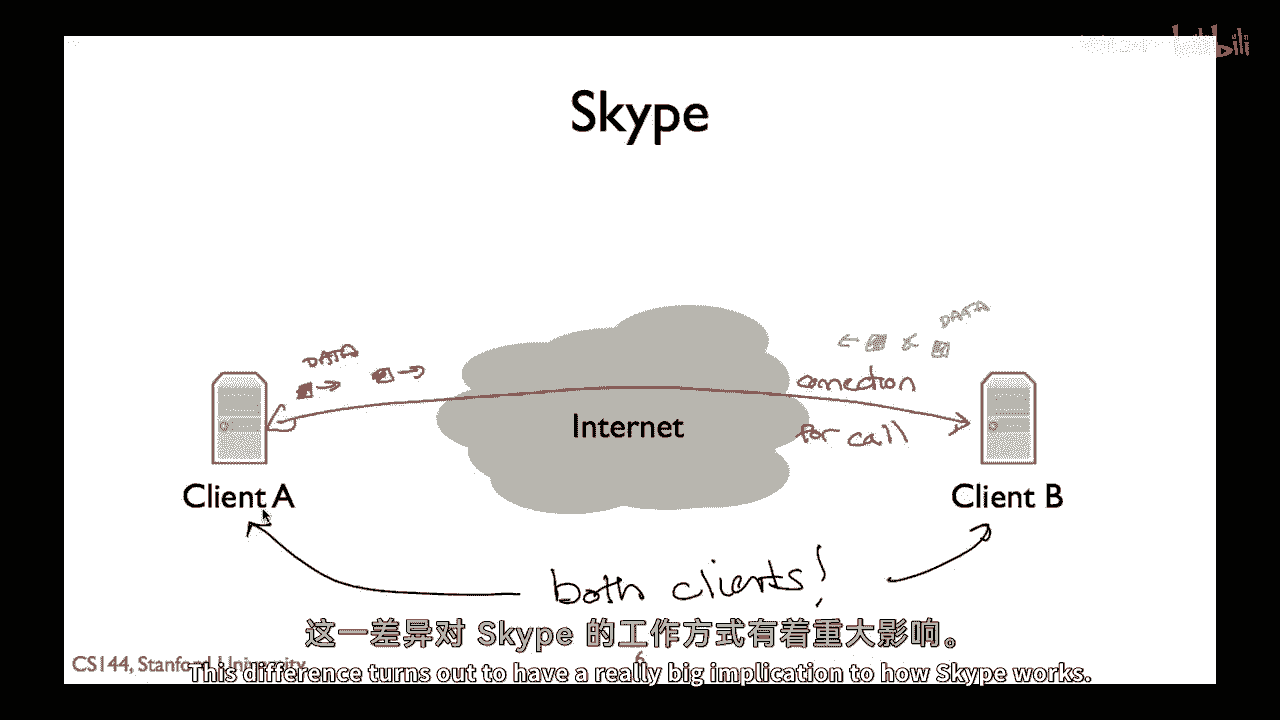 bilibili
Skype
DATA
DATA
connection
Internet
for call
Client A
Client B
both clients!
这一差异对 Skype 的工作方式有着重大影响。
CS144, Stanford University
6
This difference turns out to have a really big implication to how Skype works.